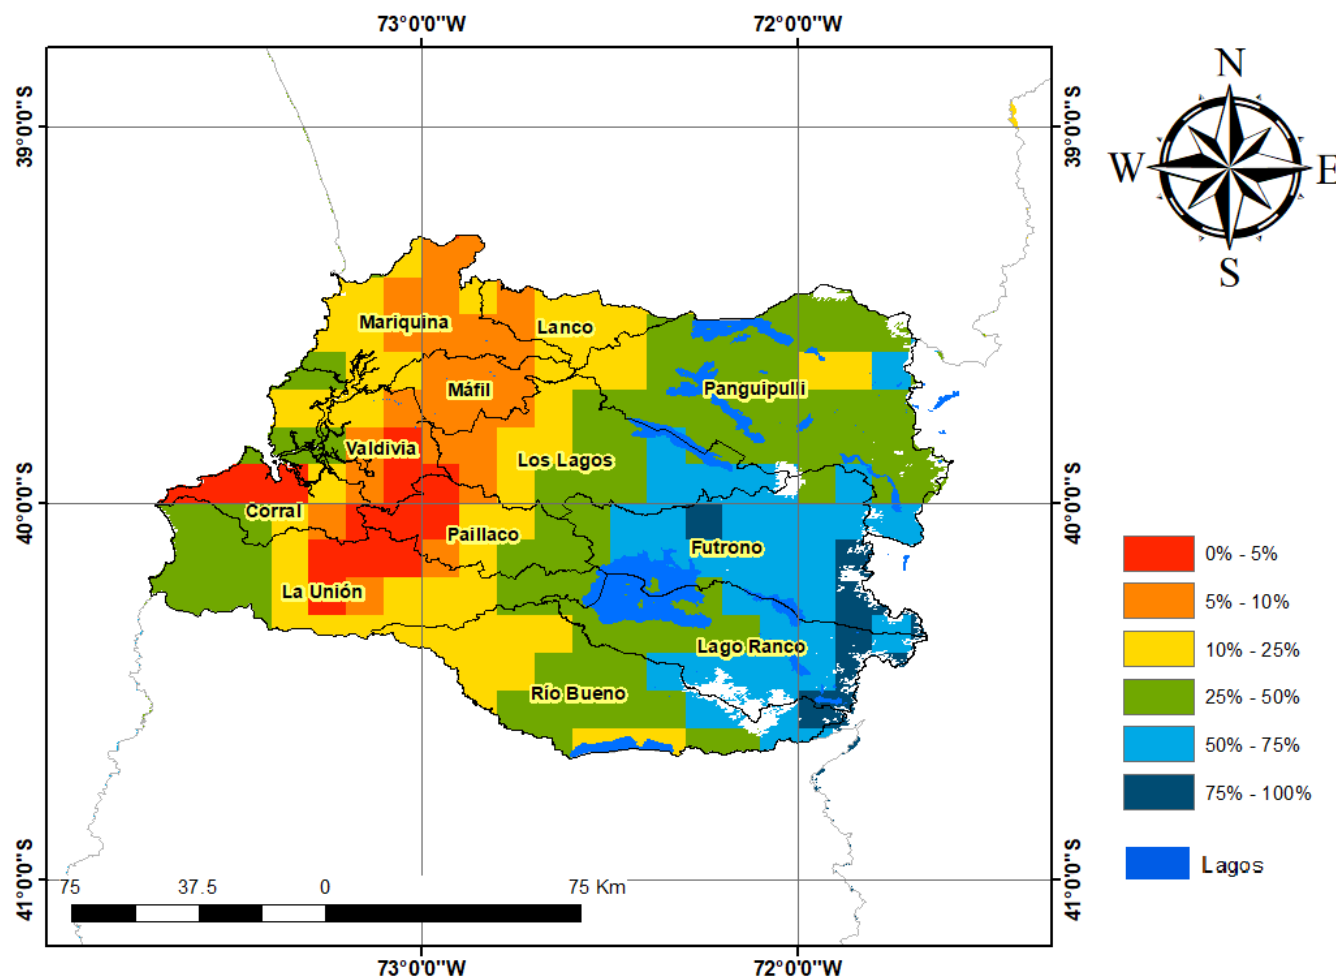 73°0'0"W
72°0'0"W
N
W
E
S
39°0'0"S
39°0'0"S
Mariquina
Lanco
Máfil
Panguipulli
Valdivia
Los Lagos
40°0'0"S
40°0'0"S
Corral
Paillaco
Futrono
La Unión
Lago Ranco
Río Bueno
0% - 5%
5% - 10%
10% - 25%
25% - 50%
50% - 75%
75% - 100%
Lagos
41°0'0"S
41°0'0"S
75 37.5 0 75 Km
73°0'0"W
72°0'0"W